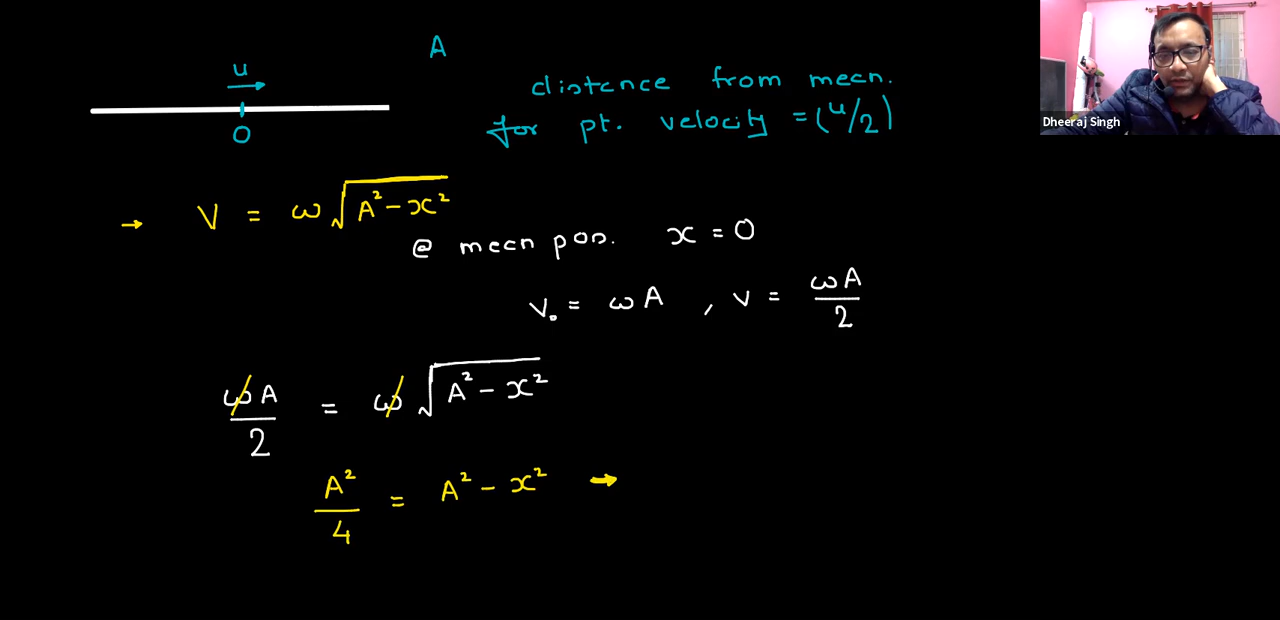 A
u
distance from mean.
O
for pt. velocity = (u/2)
Dheeraj Singh
→ V = ω√(A² - x²)
@ mean pos. x = 0
V₀ = ωA , v = ωA/2
ωA/2 = ω√(A² - x²)
A²/4 = A² - x² →